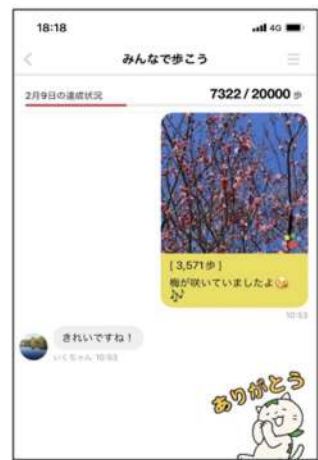 18:18
4G
みんなで歩こう
2月9日の達成状況
7322 / 20000 歩
[ 3,571歩 ]
梅が咲いていましたよ
10:53
きれいですね！
いくちゃん 10:53
ありがとう